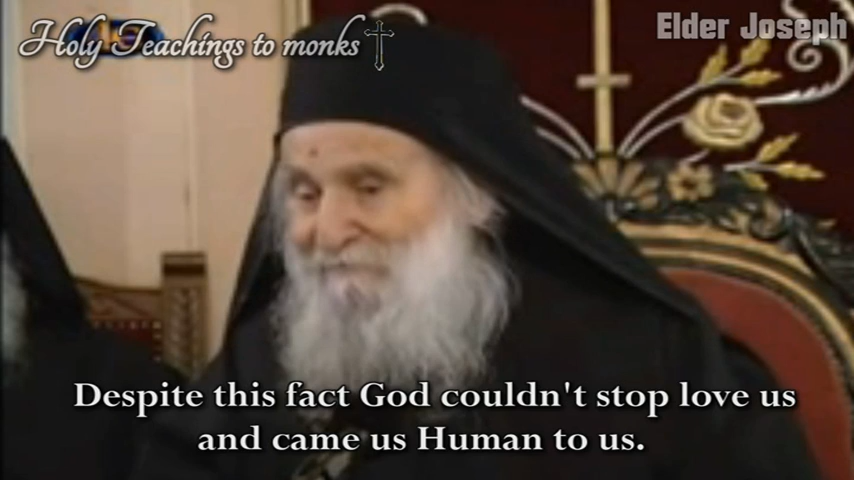 Holy Teachings to monks
Elder Joseph
Despite this fact God couldn't stop love us
and came us Human to us.